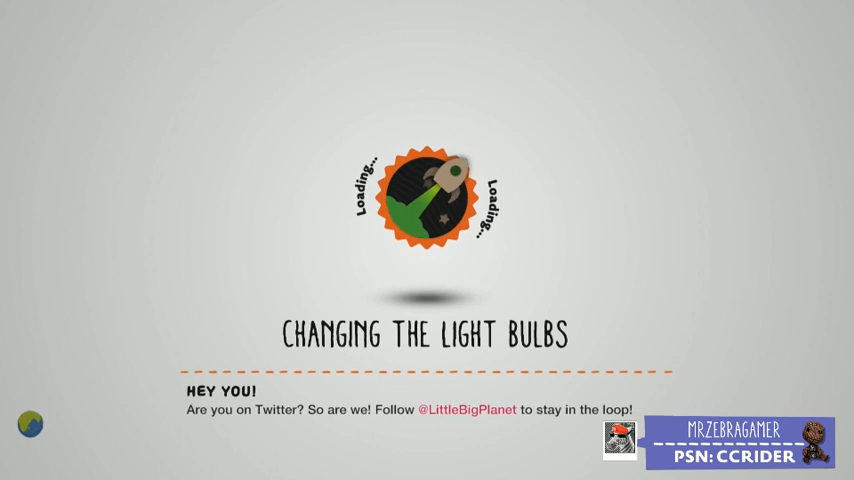 Loading...
Loading...
CHANGING THE LIGHT BULBS
HEY YOU!
Are you on Twitter? So are we! Follow @LittleBigPlanet to stay in the loop!
MRZEBRAGAMER
PSN: CCRIDER